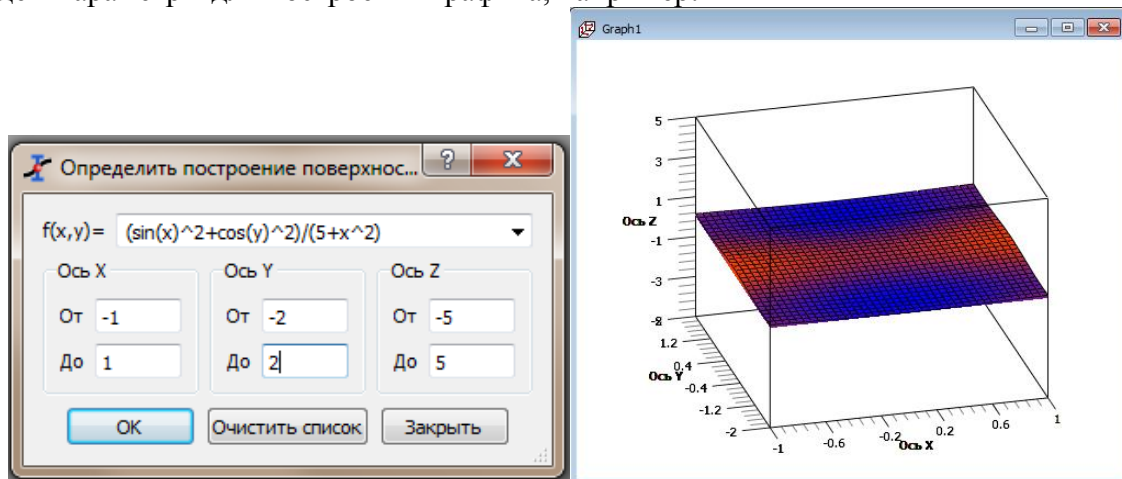 Graph1
Определить построение поверхнос...
f(x,y)= (sin(x)^2+cos(y)^2)/(5+x^2)
Ось X Ось Y Ось Z
От -1 От -2 От -5
До 1 До 2 До 5
OK Очистить список Закрыть
5
3
1
Ось Z
-1
-3
1.2
0.4
Ось Y
-0.4
-1.2
-2
-1
-0.6
-0.2
0.2
0.6
1
Ось X